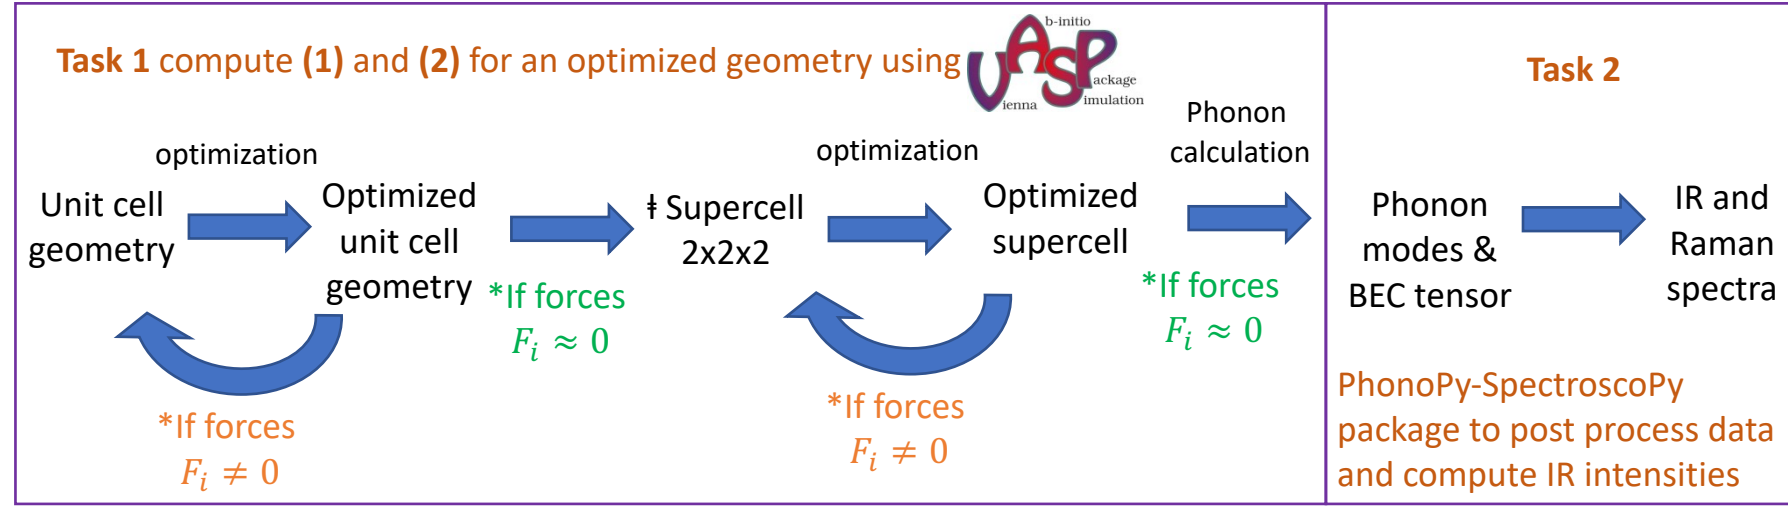 Task 1 compute (1) and (2) for an optimized geometry using
VASP
b-initio
ackage
ienna
imulation
Task 2
optimization
optimization
Phonon
calculation
Unit cell
geometry
Optimized
unit cell
geometry
ǂ Supercell
2x2x2
Optimized
supercell
Phonon
modes &
BEC tensor
IR and
Raman
spectra
*If forces
F_i ≈ 0
*If forces
F_i ≈ 0
*If forces
F_i ≠ 0
*If forces
F_i ≠ 0
PhonoPy-SpectroscoPy
package to post process data
and compute IR intensities